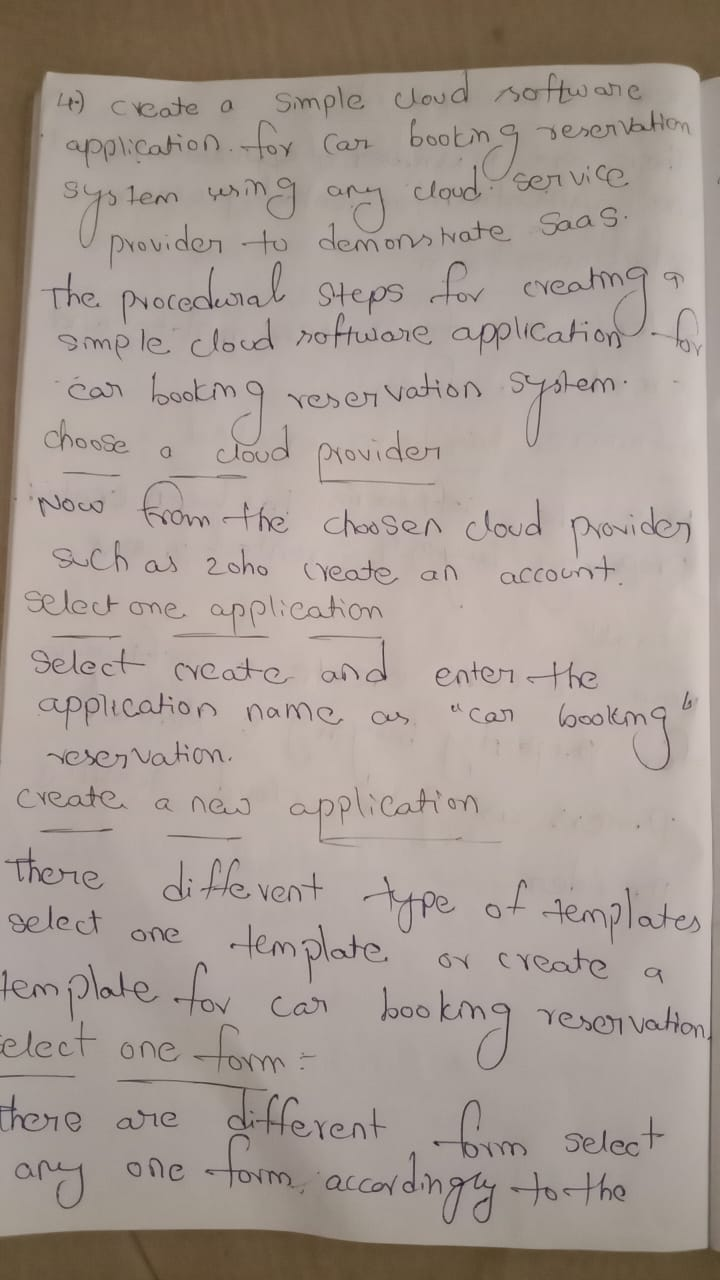 4.) create a simple cloud software
application. for car booking reservation
system using any cloud service
provider to demonstrate SaaS.
The procedural steps for creating a
simple cloud software application for
car booking reservation system.
choose a cloud provider
Now from the choosen cloud provider
such as zoho create an account.
select one application
select create and enter the
application name as "car booking"
reservation.
create a new application
There different type of templates
select one template or create a
template for car booking reservation.
elect one form :-
there are different form select
any one form, accordingly to the